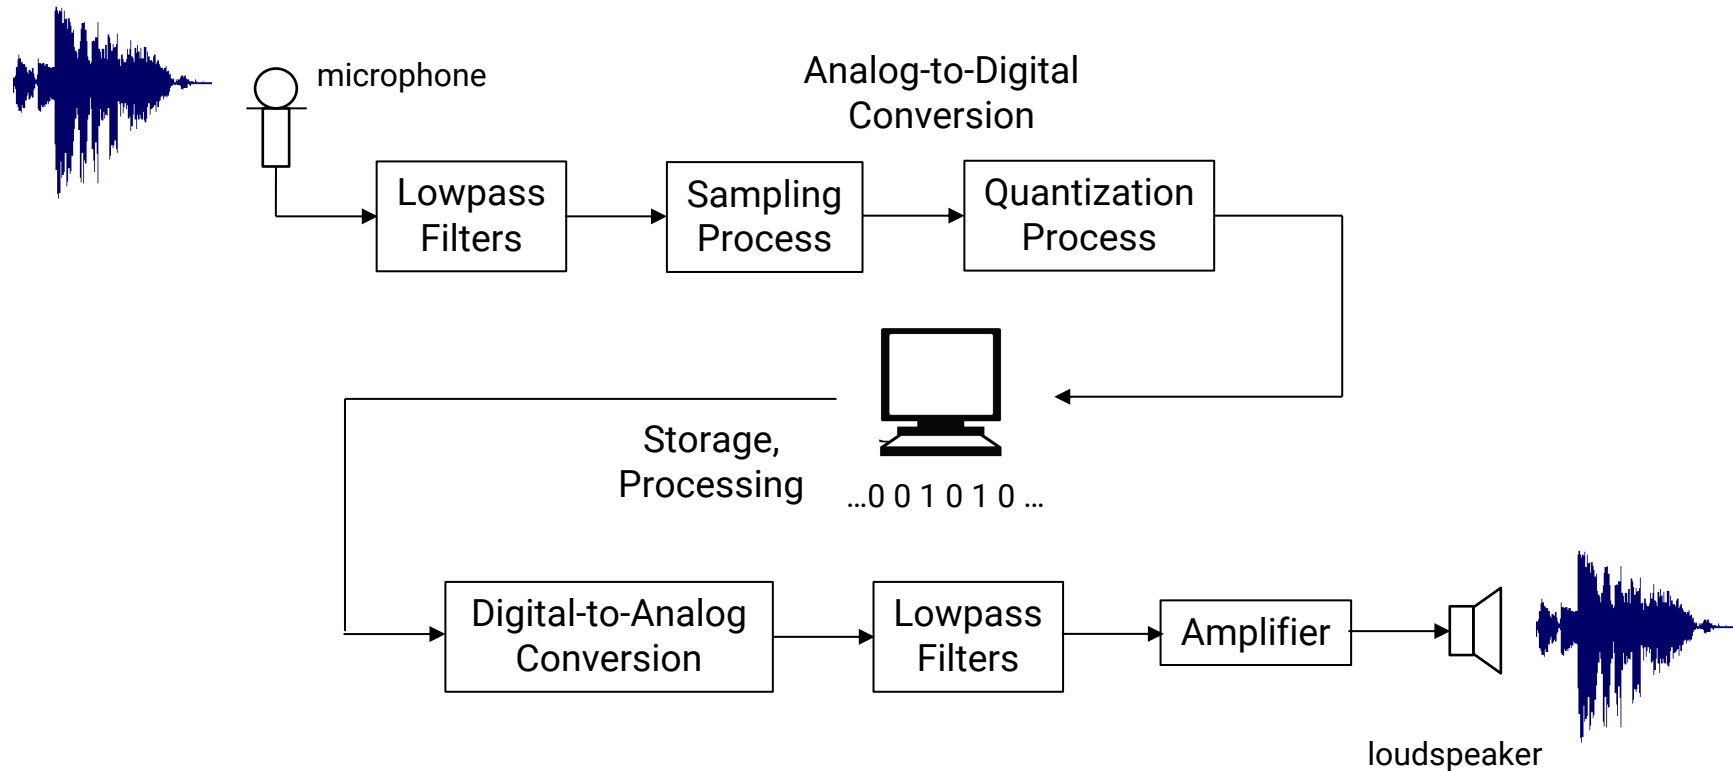 microphone
Analog-to-Digital
Conversion
Lowpass
Filters
Sampling
Process
Quantization
Process
Storage,
Processing
...0 0 1 0 1 0 ...
Digital-to-Analog
Conversion
Lowpass
Filters
Amplifier
loudspeaker